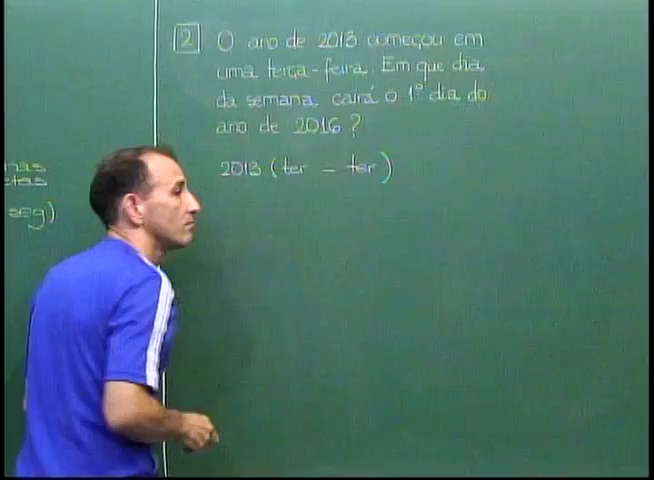 2 O ano de 2013 começou em
uma terça-feira. Em que dia
da semana, cairá o 1º dia do
ano de 2016?
2013 (ter - ter)
seg)